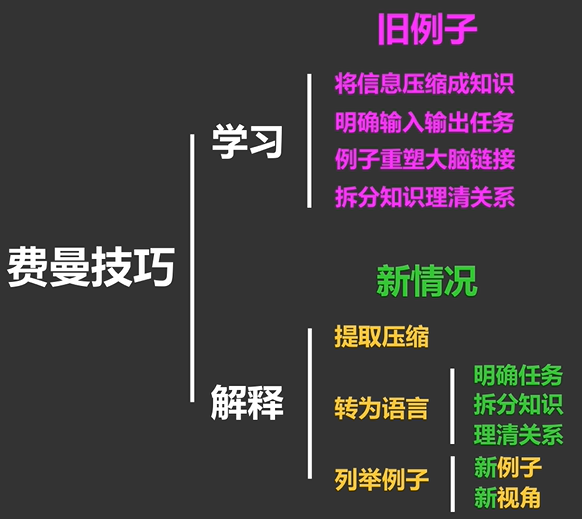 旧例子
将信息压缩成知识
学习
明确输入输出任务
例子重塑大脑链接
拆分知识理清关系
费曼技巧
新情况
提取压缩
解释
转为语言
明确任务
拆分知识
理清关系
列举例子
新例子
新视角